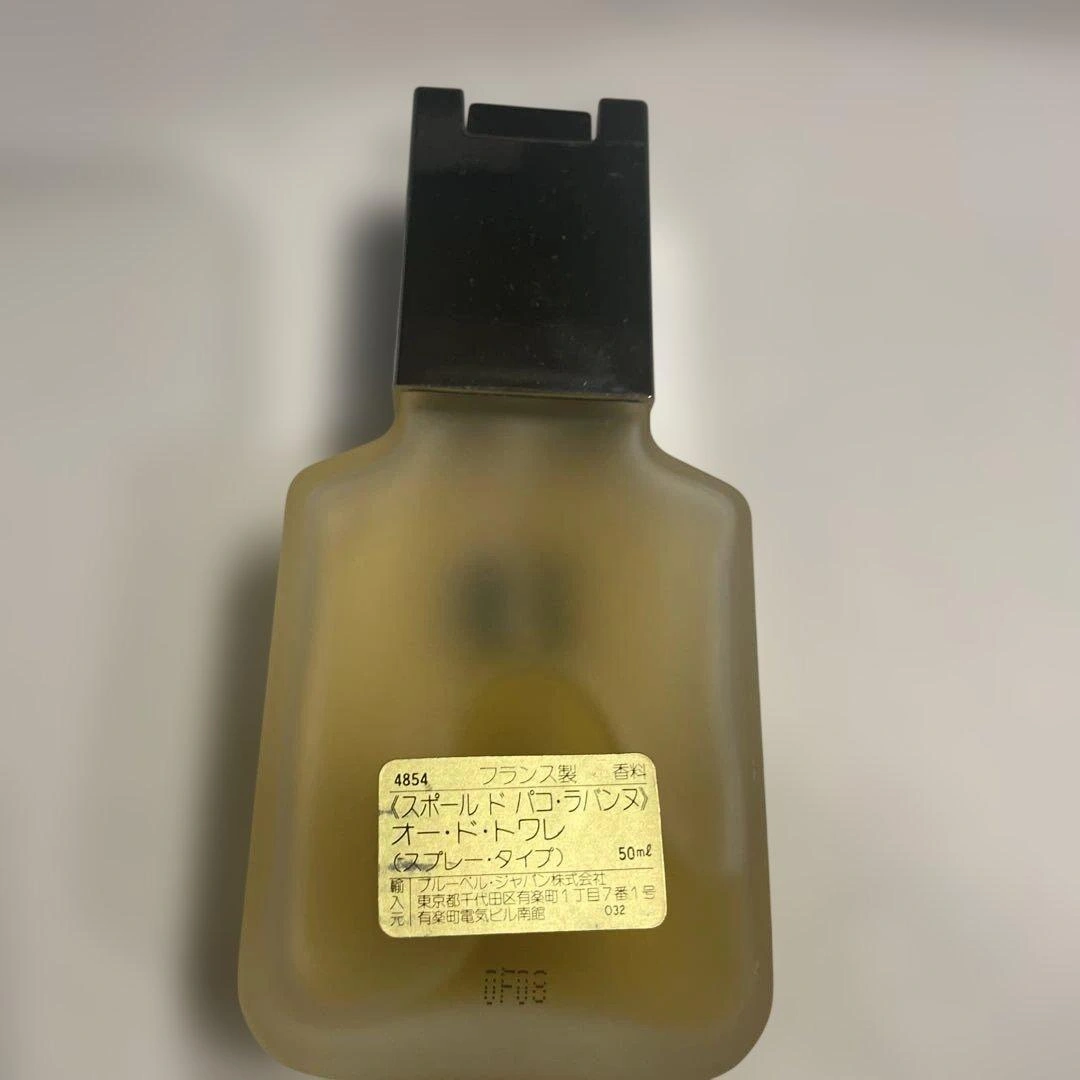 4854 フランス製 香料
《スポール ド パコ・ラバンヌ》
オー・ド・トワレ
(スプレー・タイプ) 50ml
輸入元 ブルーベル・ジャパン株式会社
東京都千代田区有楽町1丁目7番1号
有楽町電気ビル南館 032
0F08